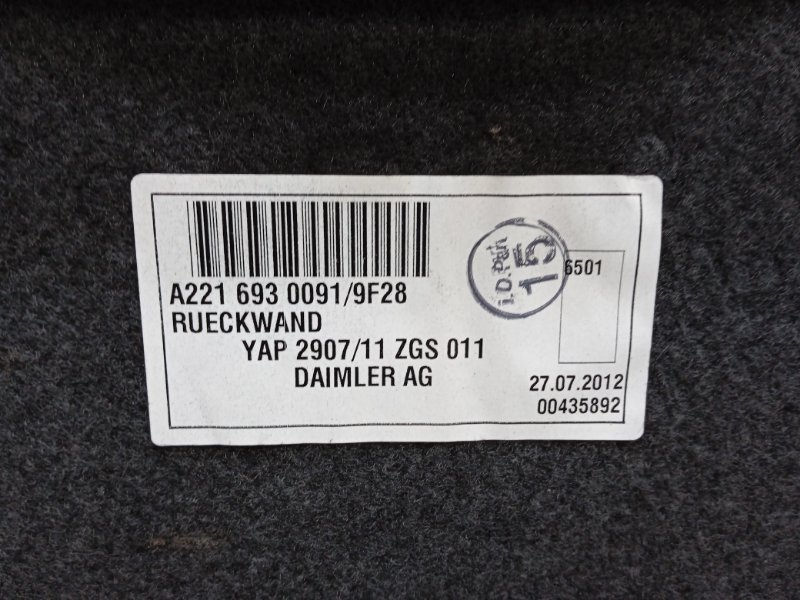 A221 693 0091/9F28
RUECKWAND
YAP 2907/11 ZGS 011
DAIMLER AG
I.O.
15
6501
27.07.2012
00435892